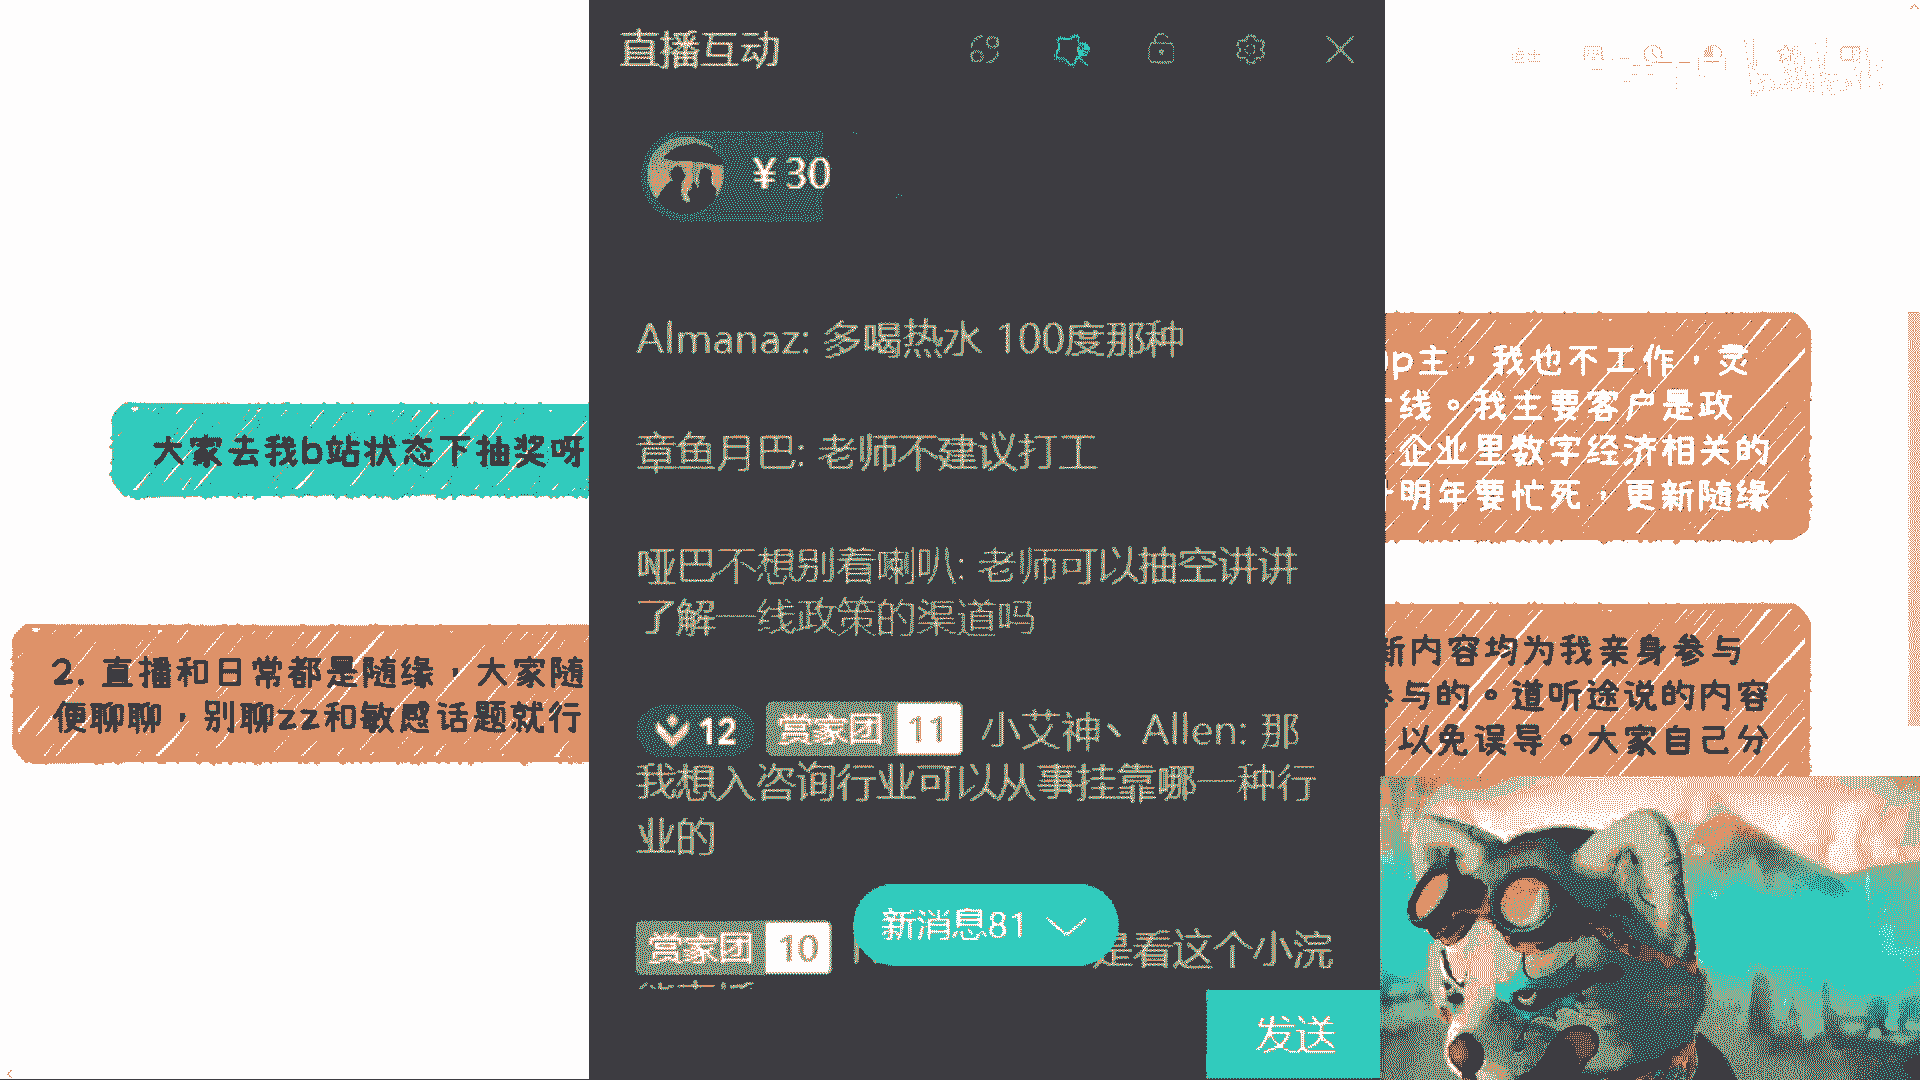 直播互动
¥30
Almanaz: 多喝热水 100度那种
章鱼月巴: 老师不建议打工
哑巴不想别着喇叭: 老师可以抽空讲讲
了解一线政策的渠道吗
12 赏家团 11 小艾神丶Allen: 那
我想入咨询行业可以从事挂靠哪一种行
业的
赏家团 10 是看这个小浣
新消息81
发送
大家去我b站状态下抽奖呀
2. 直播和日常都是随缘，大家随
便聊聊，别聊zz和敏感话题就行
p主，我也不工作，灵
线。我主要客户是政
企业里数字经济相关的
明年要忙死，更新随缘
新内容均为我亲身参与
参与的。道听途说的内容
以免误导。大家自己分